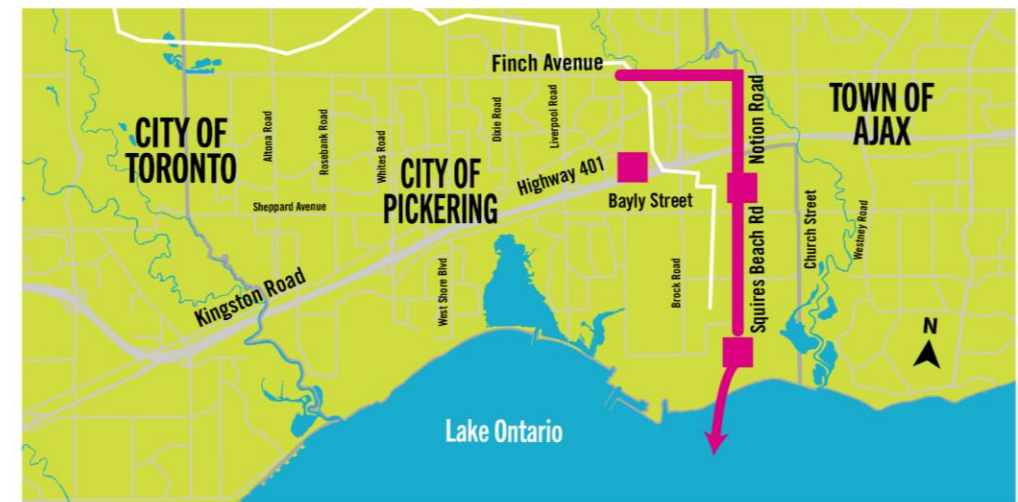 Finch Avenue
CITY OF
TORONTO
Altona Road
Rosebank Road
Whites Road
CITY OF
PICKERING
Dixie Road
Liverpool Road
Notion Road
TOWN OF
AJAX
Highway 401
Bayly Street
Sheppard Avenue
Kingston Road
West Shore Blvd
Brock Road
Squires Beach Rd
Church Street
Westney Road
N
Lake Ontario